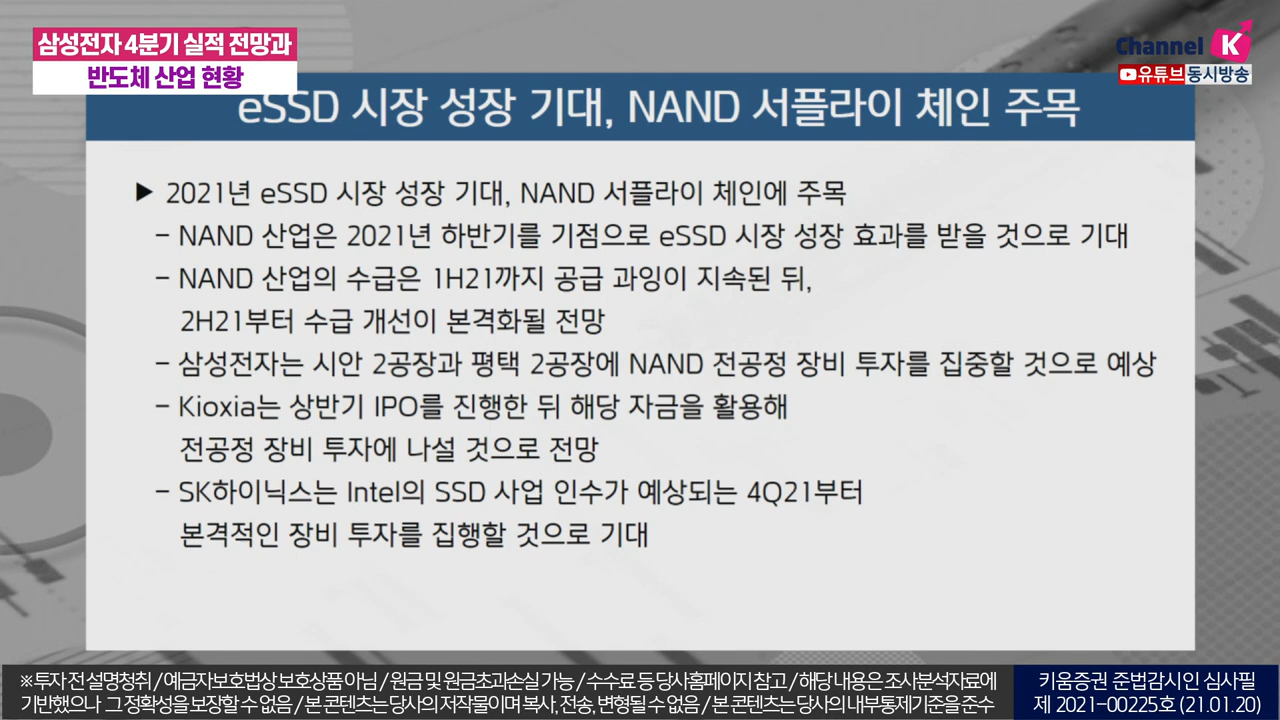 삼성전자 4분기 실적 전망과
반도체 산업 현황
Channel K
유튜브동시방송
eSSD 시장 성장 기대, NAND 서플라이 체인 주목
▶ 2021년 eSSD 시장 성장 기대, NAND 서플라이 체인에 주목
- NAND 산업은 2021년 하반기를 기점으로 eSSD 시장 성장 효과를 받을 것으로 기대
- NAND 산업의 수급은 1H21까지 공급 과잉이 지속된 뒤,
2H21부터 수급 개선이 본격화될 전망
- 삼성전자는 시안 2공장과 평택 2공장에 NAND 전공정 장비 투자를 집중할 것으로 예상
- Kioxia는 상반기 IPO를 진행한 뒤 해당 자금을 활용해
전공정 장비 투자에 나설 것으로 전망
- SK하이닉스는 Intel의 SSD 사업 인수가 예상되는 4Q21부터
본격적인 장비 투자를 집행할 것으로 기대
※ 투자 전 설명청취 / 예금자보호법상 보호상품 아님 / 원금 및 원금초과손실 가능 / 수수료 등 당사홈페이지 참고 / 해당 내용은 조사분석자료에
기반했으나 그 정확성을 보장할 수 없음 / 본 콘텐츠는 당사의 저작물이며 복사, 전송, 변형될 수 없음 / 본 콘텐츠는 당사의 내부통제기준을 준수
키움증권 준법감시인 심사필
제 2021-00225호 (21.01.20)